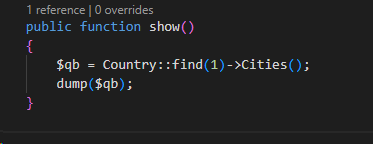 1 reference | 0 overrides
public function show()
{
$qb = Country::find(1)->Cities();
dump($qb);
}